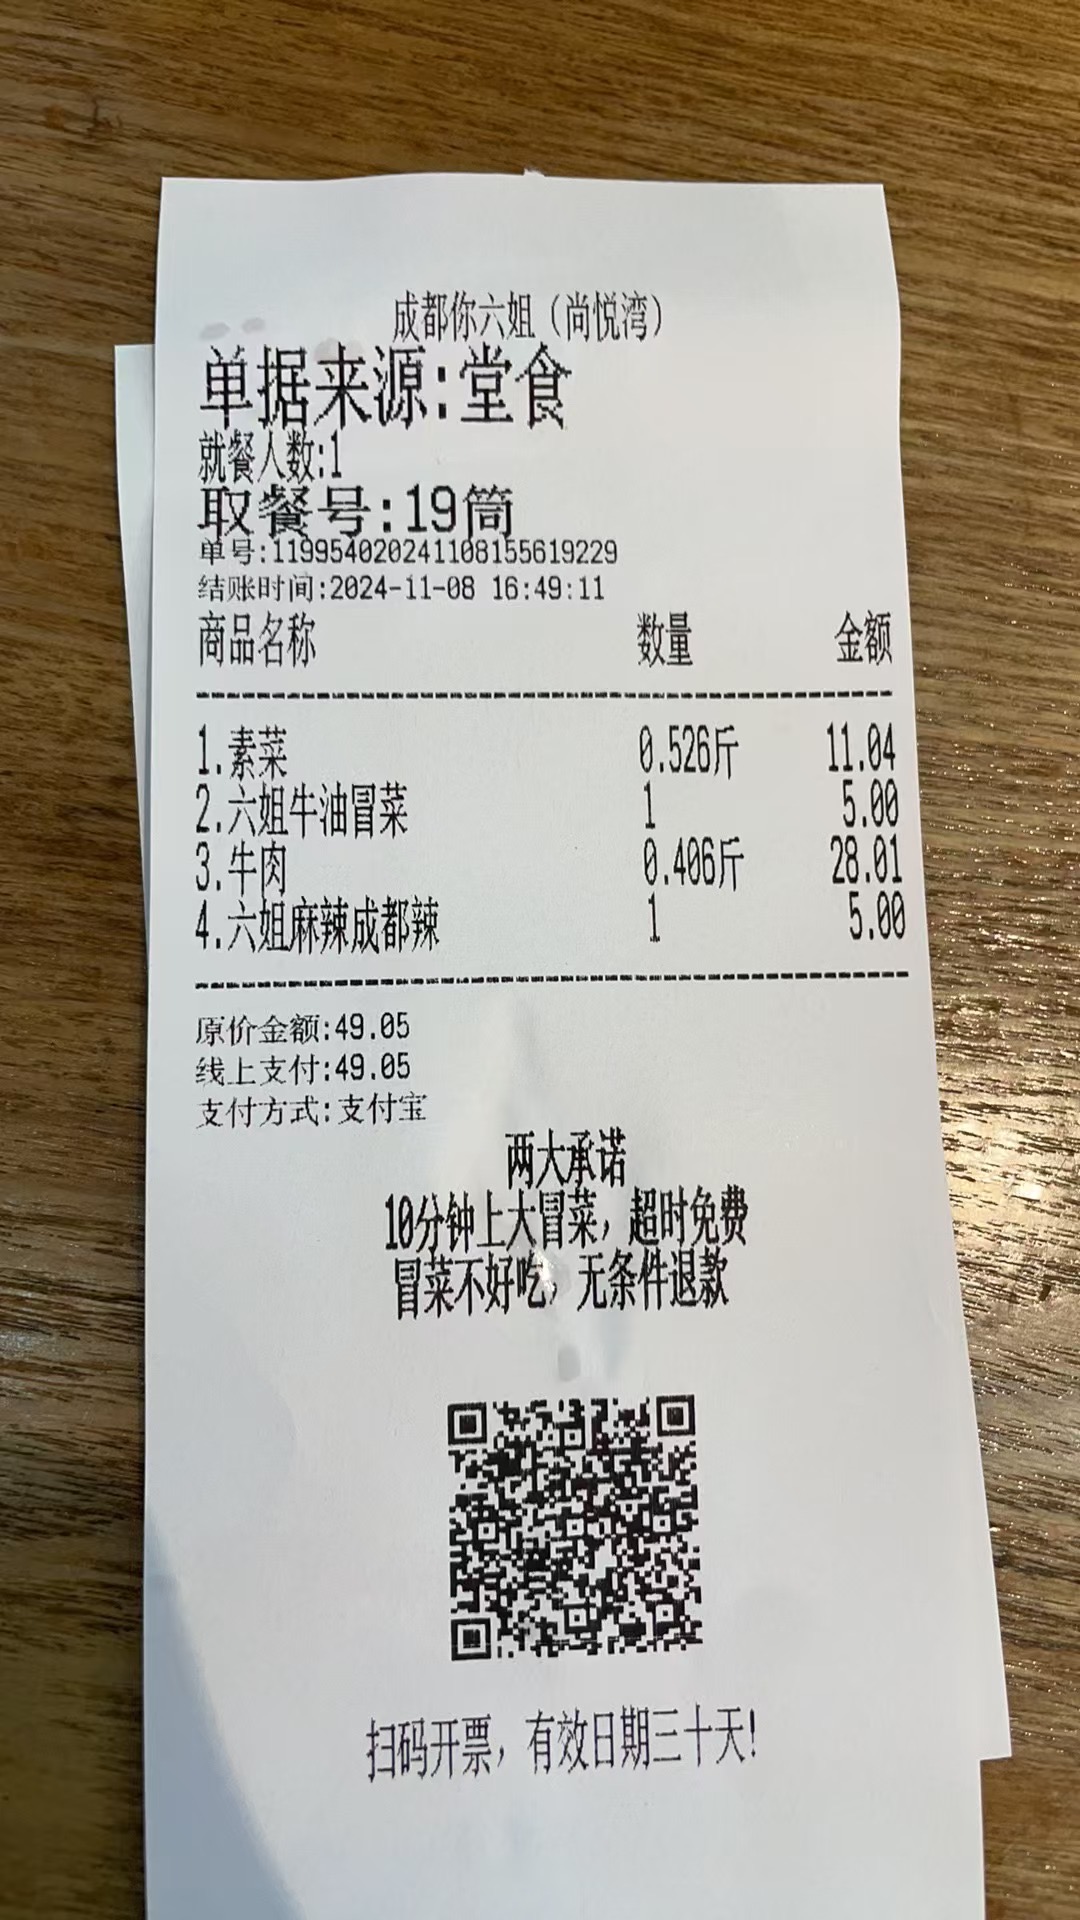 成都你六姐（尚悦湾）
单据来源:堂食
就餐人数:1
取餐号:19筒
单号:119954020241108155619229
结账时间:2024-11-08 16:49:11
商品名称 数量 金额
1.素菜 0.526斤 11.04
2.六姐牛油冒菜 1 5.00
3.牛肉 0.406斤 28.01
4.六姐麻辣成都辣 1 5.00
原价金额:49.05
线上支付:49.05
支付方式:支付宝
两大承诺
10分钟上大冒菜，超时免费
冒菜不好吃，无条件退款
扫码开票，有效日期三十天!